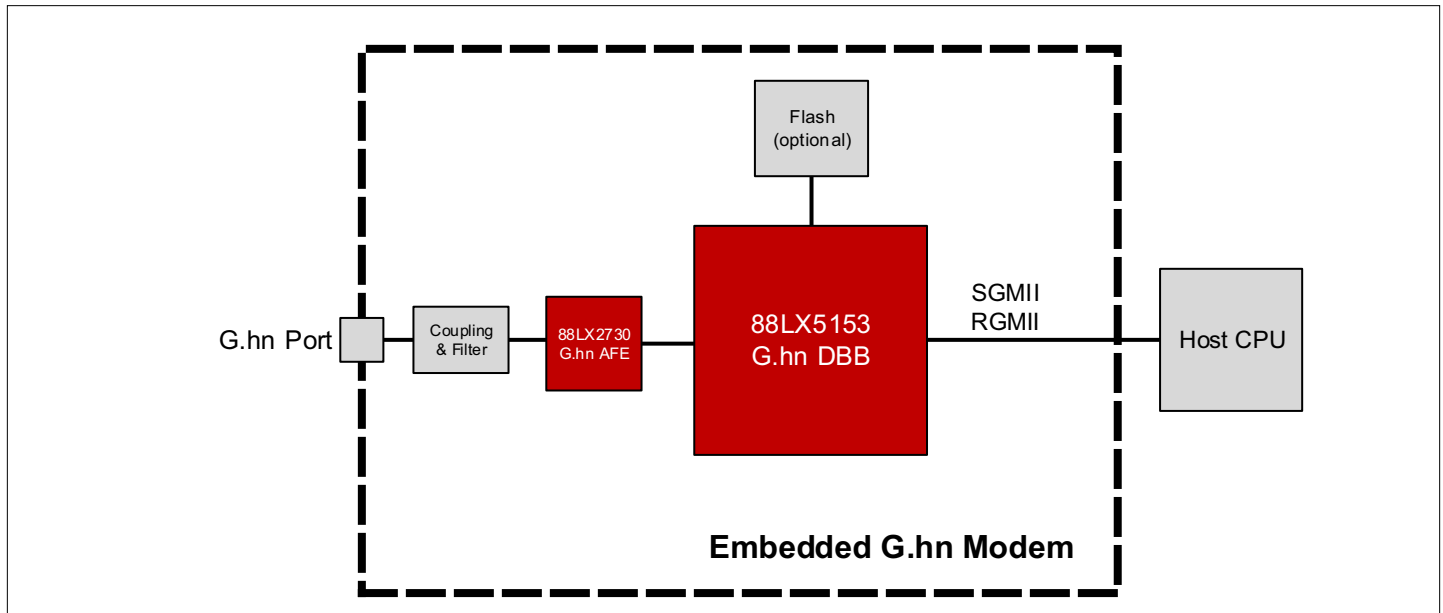 Flash
(optional)
G.hn Port
Coupling
& Filter
88LX2730
G.hn AFE
88LX5153
G.hn DBB
SGMII
RGMII
Host CPU
Embedded G.hn Modem